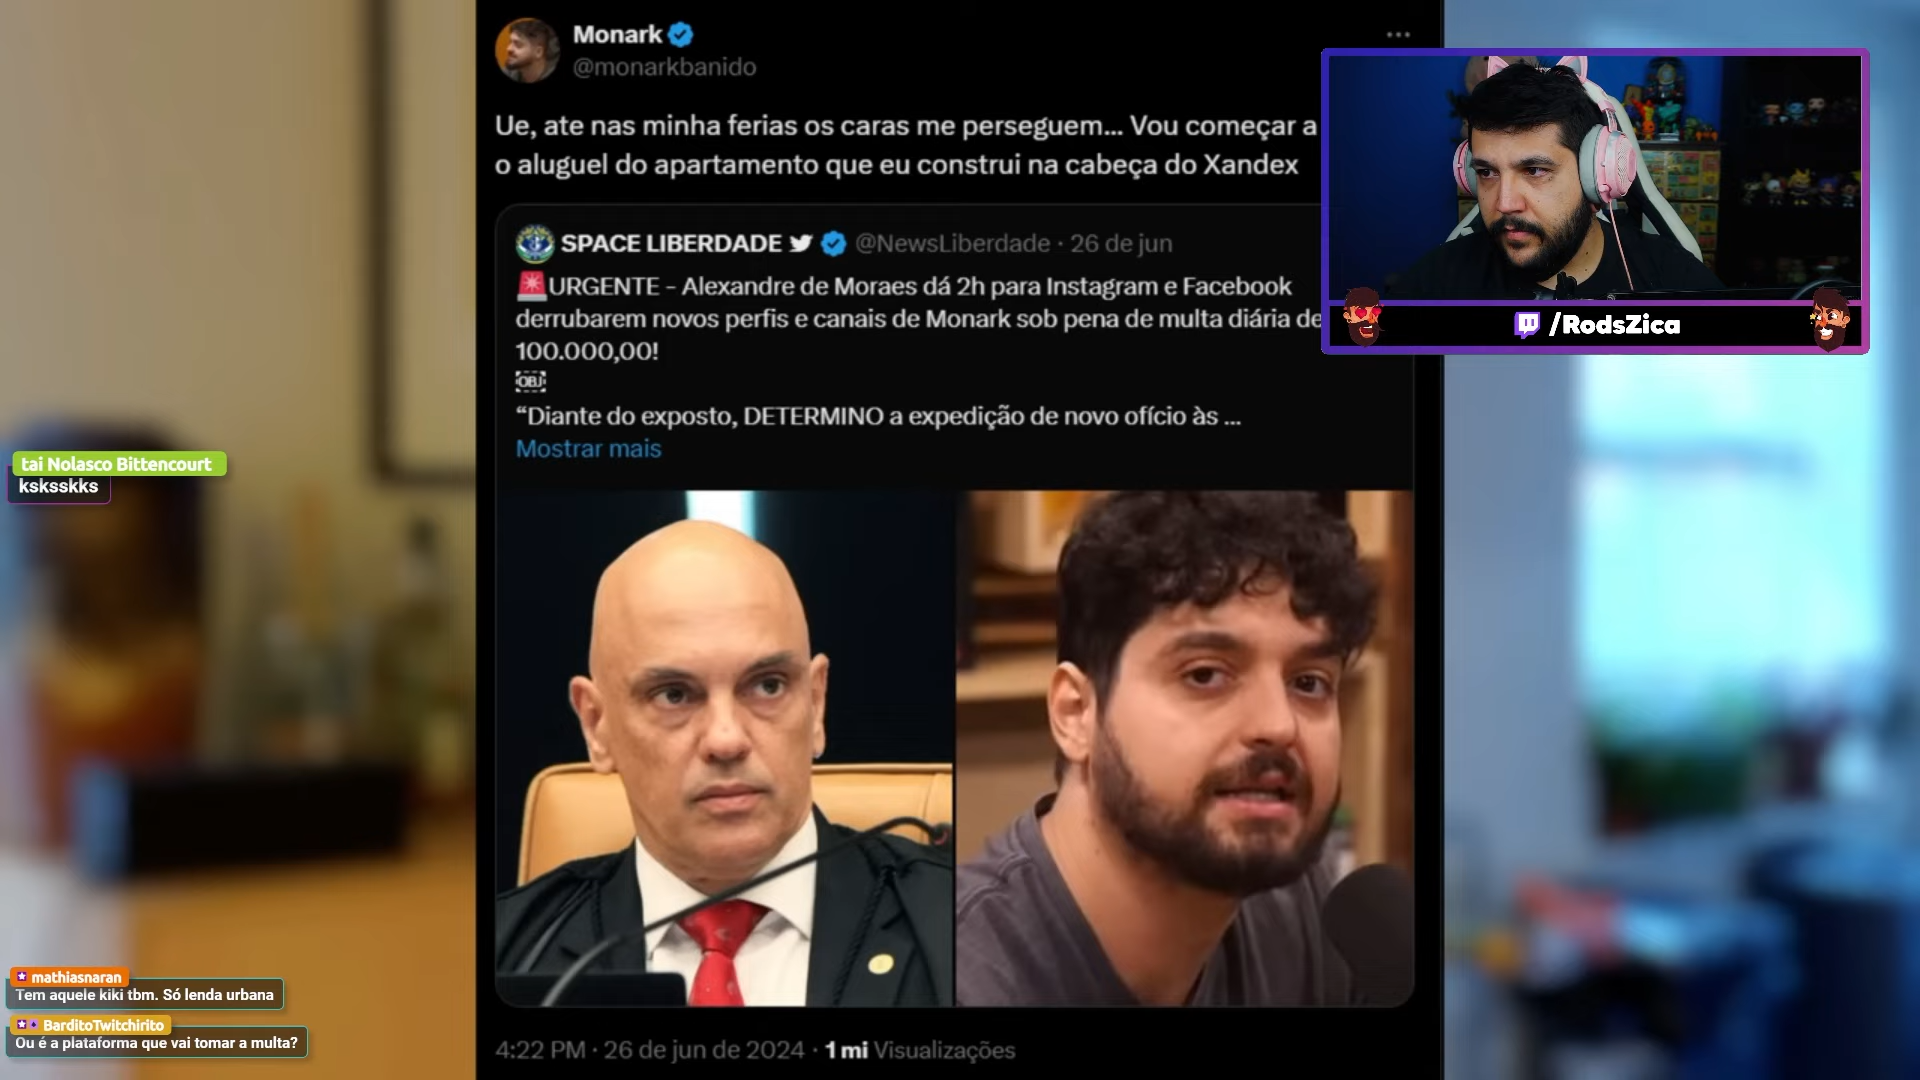 Monark
@monarkbanido
Ue, ate nas minha ferias os caras me perseguem... Vou começar a
o aluguel do apartamento que eu construi na cabeça do Xandex
SPACE LIBERDADE @NewsLiberdade · 26 de jun
URGENTE - Alexandre de Moraes dá 2h para Instagram e Facebook
derrubarem novos perfis e canais de Monark sob pena de multa diária de
100.000,00!
OBJ
“Diante do exposto, DETERMINO a expedição de novo ofício às ...
Mostrar mais
4:22 PM · 26 de jun de 2024 · 1 mi Visualizações
/RodsZica
tai Nolasco Bittencourt
ksksskks
mathiasnaran
Tem aquele kiki tbm. Só lenda urbana
BarditoTwitchirito
Ou é a plataforma que vai tomar a multa?